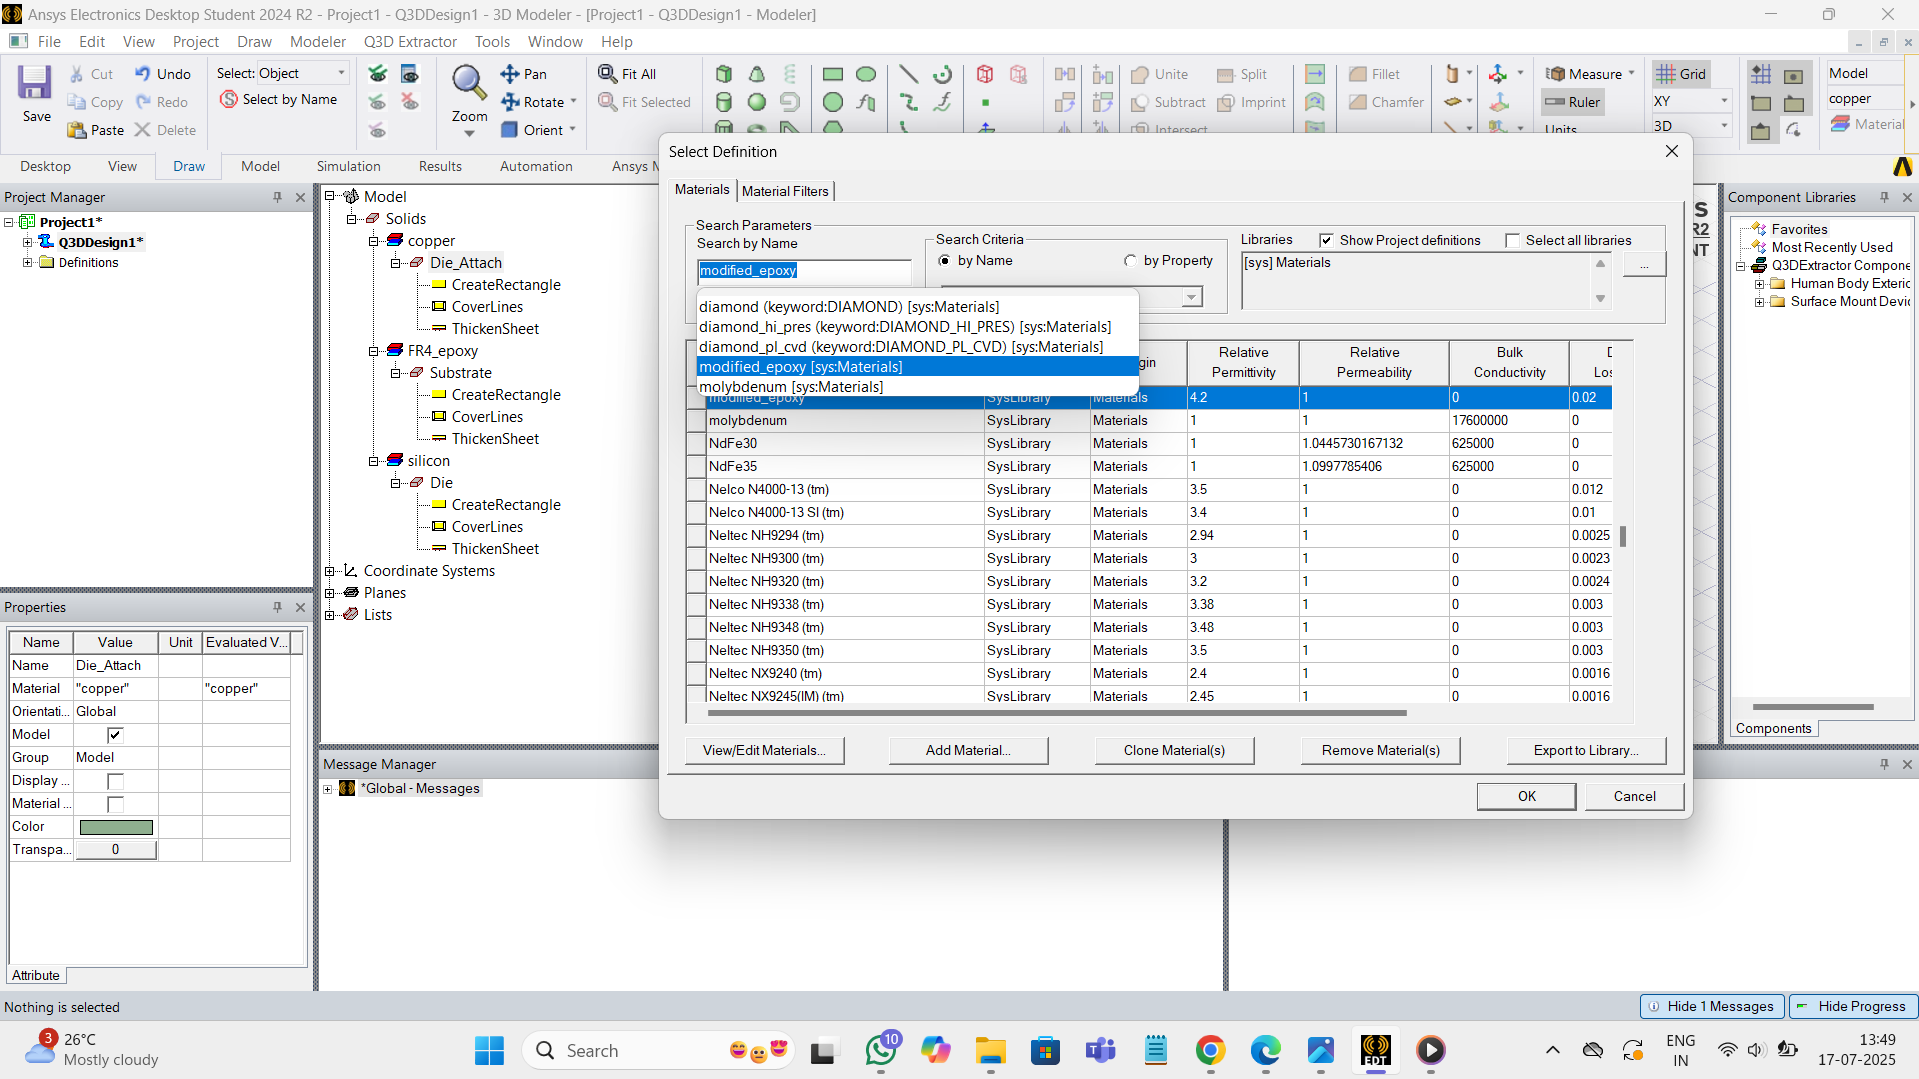 Ansys Electronics Desktop Student 2024 R2 - Project1 - Q3DDesign1 - 3D Modeler - [Project1 - Q3DDesign1 - Modeler]
File Edit View Project Draw Modeler Q3D Extractor Tools Window Help
Save
Cut
Copy
Paste
Undo
Redo
Delete
Select: Object
Select by Name
Zoom
Pan
Rotate
Orient
Fit All
Fit Selected
Unite
Subtract
Intersect
Split
Imprint
Fillet
Chamfer
Measure
Ruler
Units
Grid
XY
3D
Model
copper
Material
Desktop View Draw Model Simulation Results Automation Ansys M
Project Manager
Project1*
Q3DDesign1*
Definitions
Model
Solids
copper
Die_Attach
CreateRectangle
CoverLines
ThickenSheet
FR4_epoxy
Substrate
CreateRectangle
CoverLines
ThickenSheet
silicon
Die
CreateRectangle
CoverLines
ThickenSheet
Coordinate Systems
Planes
Lists
Properties
Name Value Unit Evaluated V...
Name Die_Attach
Material "copper" "copper"
Orientati... Global
Model
Group Model
Display ...
Material ...
Color
Transpa... 0
Attribute
Message Manager
*Global - Messages
Select Definition
Materials Material Filters
Search Parameters
Search by Name
modified_epoxy
Search Criteria
by Name by Property
Libraries Show Project definitions Select all libraries
[sys] Materials
...
diamond (keyword:DIAMOND) [sys:Materials]
diamond_hi_pres (keyword:DIAMOND_HI_PRES) [sys:Materials]
diamond_pl_cvd (keyword:DIAMOND_PL_CVD) [sys:Materials]
modified_epoxy [sys:Materials]
molybdenum [sys:Materials]
gin Relative Permittivity Relative Permeability Bulk Conductivity D Los
modified_epoxy SysLibrary Materials 4.2 1 0 0.02
molybdenum SysLibrary Materials 1 1 17600000 0
NdFe30 SysLibrary Materials 1 1.0445730167132 625000 0
NdFe35 SysLibrary Materials 1 1.0997785406 625000 0
Nelco N4000-13 (tm) SysLibrary Materials 3.5 1 0 0.012
Nelco N4000-13 SI (tm) SysLibrary Materials 3.4 1 0 0.01
Neltec NH9294 (tm) SysLibrary Materials 2.94 1 0 0.0025
Neltec NH9300 (tm) SysLibrary Materials 3 1 0 0.0023
Neltec NH9320 (tm) SysLibrary Materials 3.2 1 0 0.0024
Neltec NH9338 (tm) SysLibrary Materials 3.38 1 0 0.003
Neltec NH9348 (tm) SysLibrary Materials 3.48 1 0 0.003
Neltec NH9350 (tm) SysLibrary Materials 3.5 1 0 0.003
Neltec NX9240 (tm) SysLibrary Materials 2.4 1 0 0.0016
Neltec NX9245(IM) (tm) SysLibrary Materials 2.45 1 0 0.0016
View/Edit Materials... Add Material... Clone Material(s) Remove Material(s) Export to Library...
OK Cancel
S
R2
NT
Component Libraries
Favorites
Most Recently Used
Q3DExtractor Compone
Human Body Exteric
Surface Mount Devi
Components
Nothing is selected
Hide 1 Messages Hide Progress
3
26°C
Mostly cloudy
Search
10
EDT
ENG
IN
13:49
17-07-2025